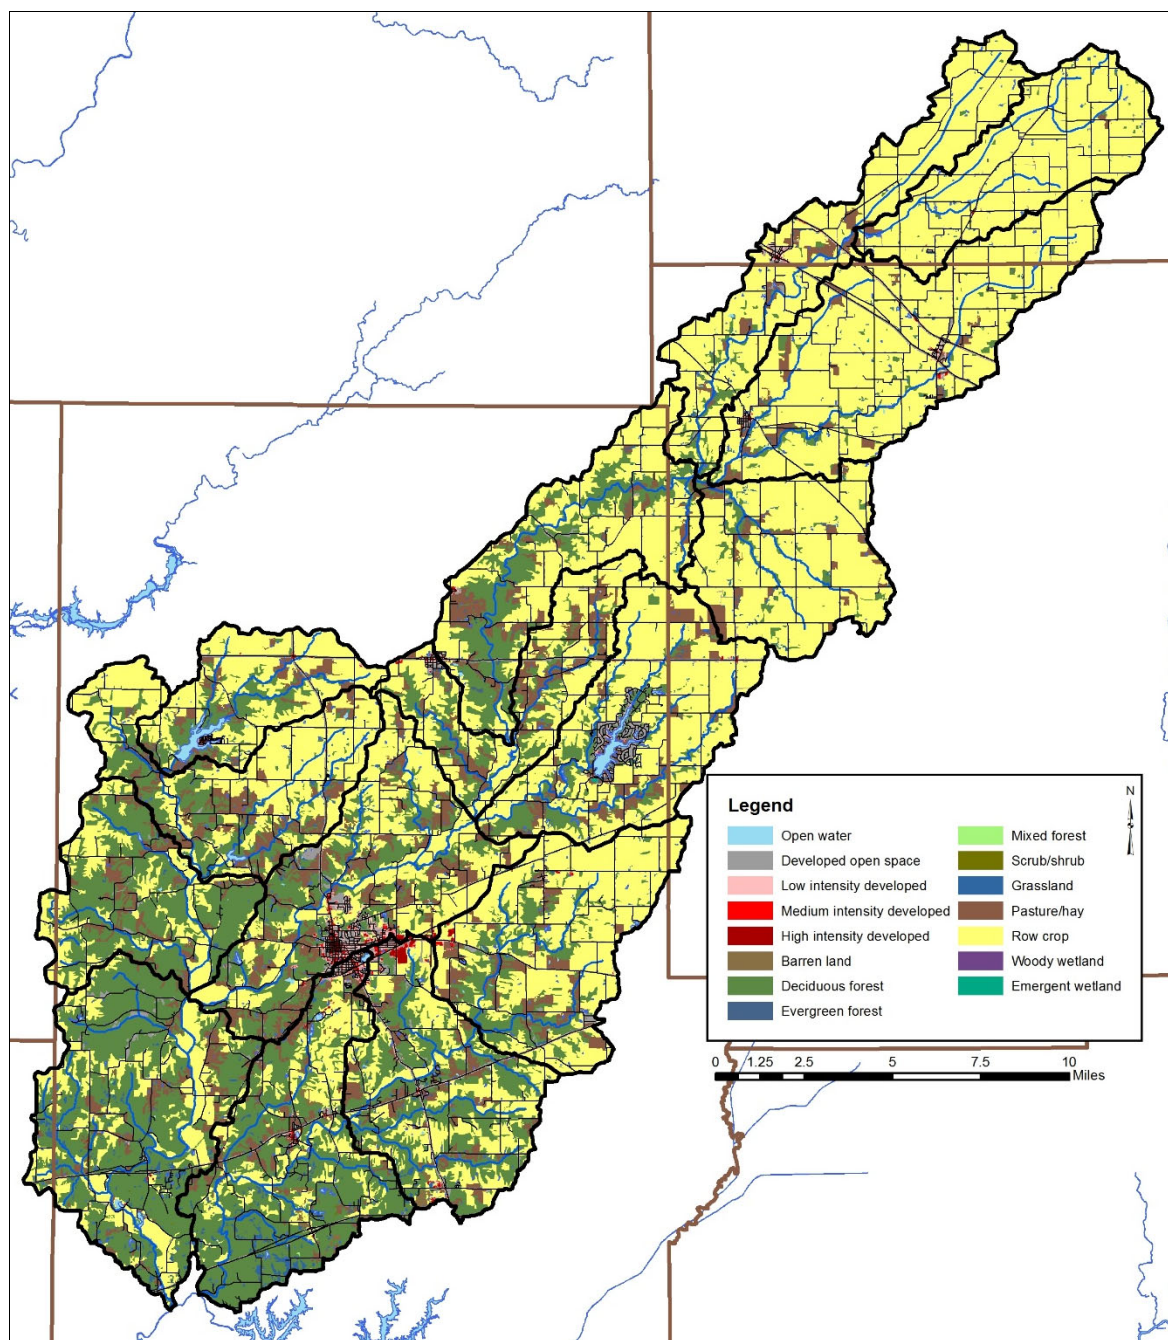 Legend
N
Open water
Developed open space
Low intensity developed
Medium intensity developed
High intensity developed
Barren land
Deciduous forest
Evergreen forest
Mixed forest
Scrub/shrub
Grassland
Pasture/hay
Row crop
Woody wetland
Emergent wetland
0 1.25 2.5 5 7.5 10
Miles